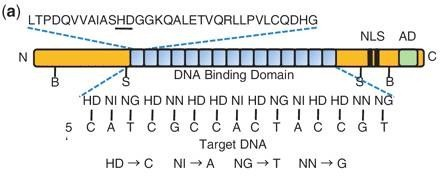 (a)
LTPDQVVAIASHDGGKQALETVQRLLPVLCQDHG
NLS AD
N C
DNA Binding Domain
B S S B
HD NI NG HD NN HD HD NI HD NG NI HD HD NN NG
5' C A T C G C C A C T A C C G T
Target DNA
HD → C NI → A NG → T NN → G